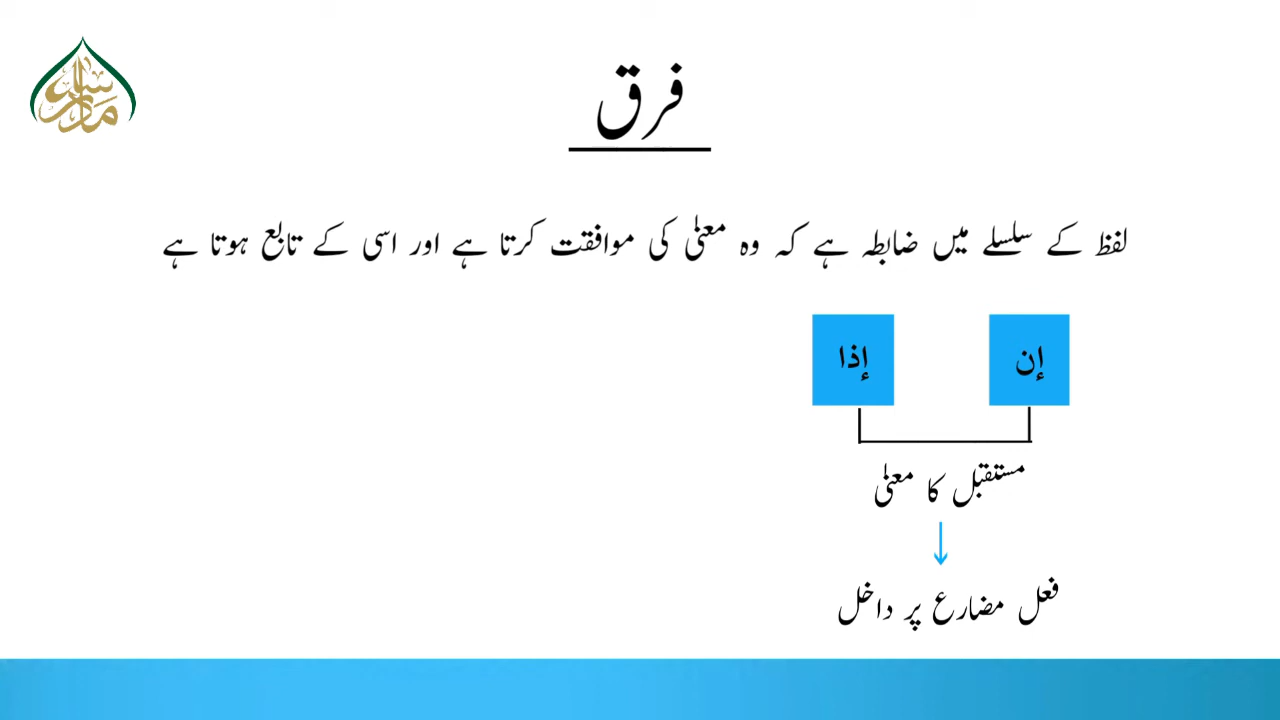 فرق
لفظ کے سلسلے میں ضابطہ ہے کہ وہ معنٰی کی موافقت کرتا ہے اور اسی کے تابع ہوتا ہے
إن إذا
مستقبل کا معنٰی
فعل مضارع پر داخل